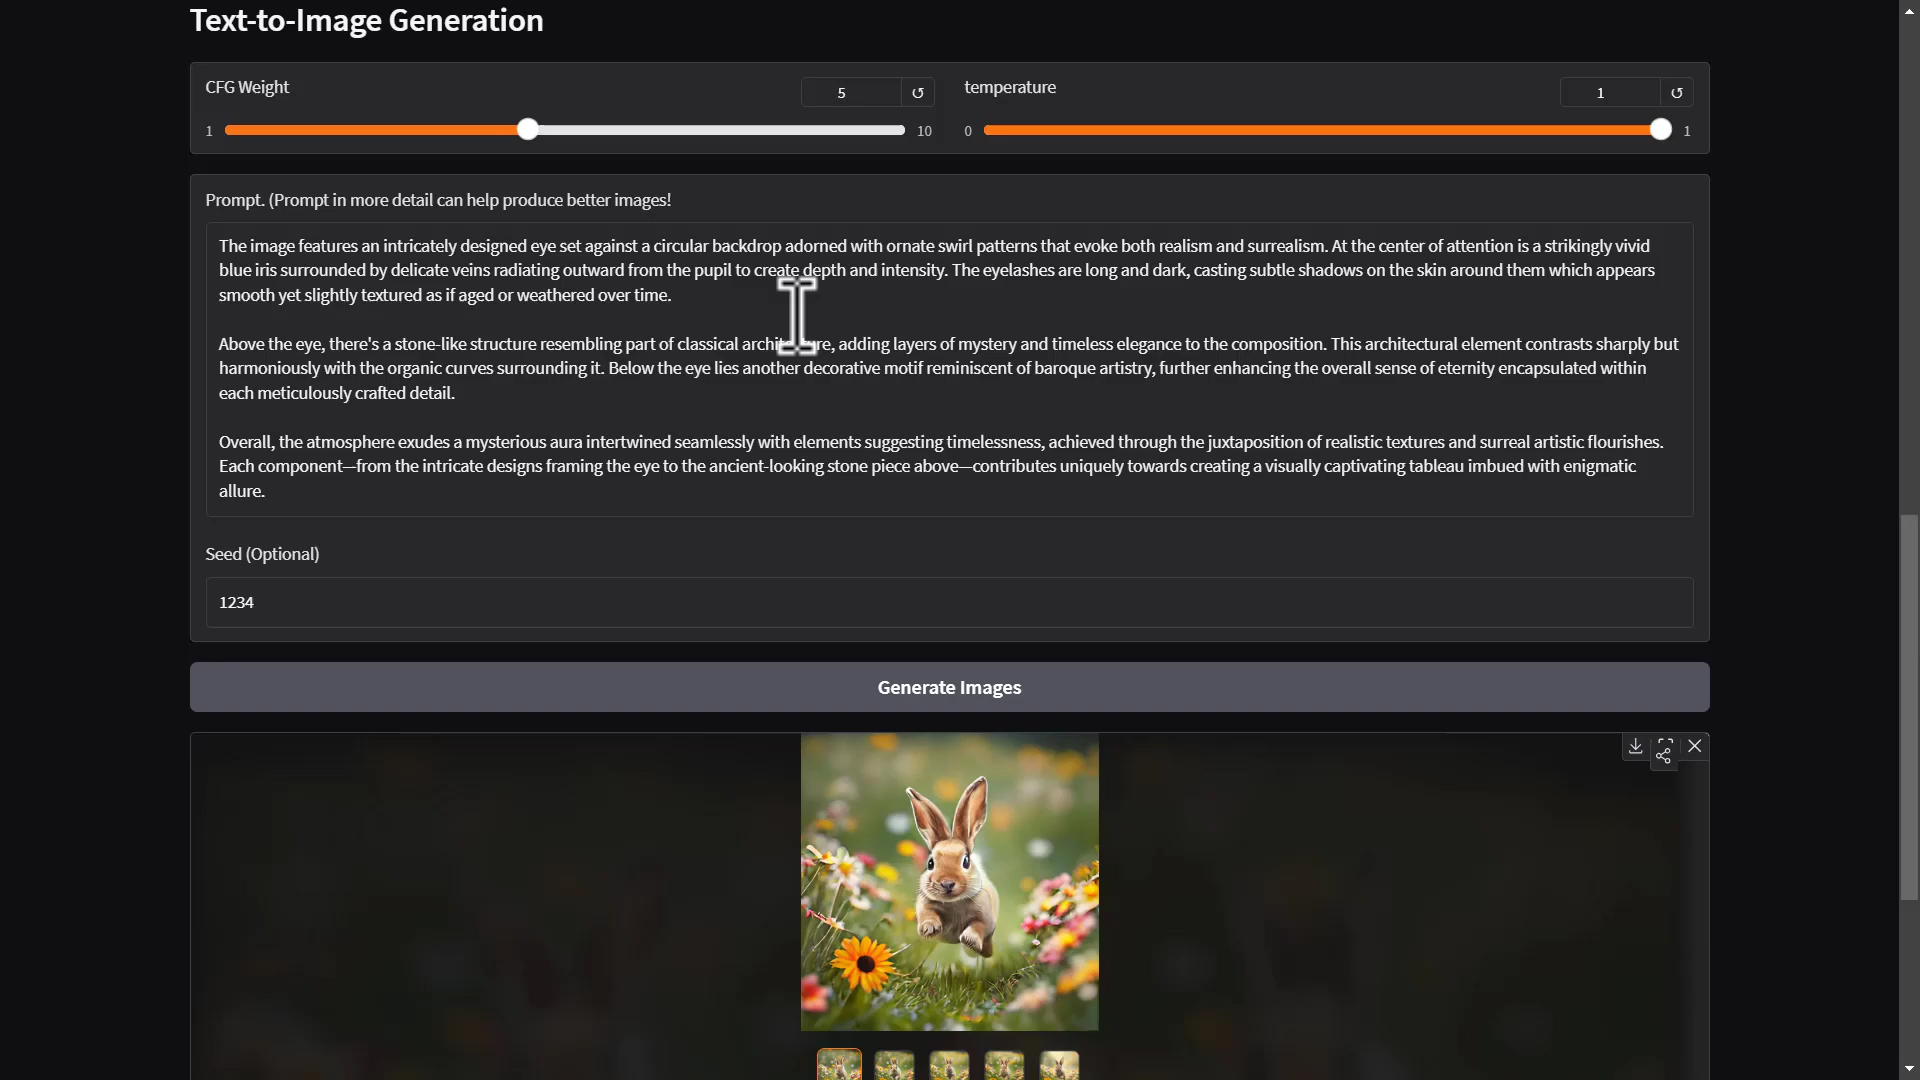 Text-to-Image Generation
CFG Weight
5
↺
temperature
1
↺
1
10
0
1
Prompt. (Prompt in more detail can help produce better images!
The image features an intricately designed eye set against a circular backdrop adorned with ornate swirl patterns that evoke both realism and surrealism. At the center of attention is a strikingly vivid
blue iris surrounded by delicate veins radiating outward from the pupil to create depth and intensity. The eyelashes are long and dark, casting subtle shadows on the skin around them which appears
smooth yet slightly textured as if aged or weathered over time.
Above the eye, there's a stone-like structure resembling part of classical architecture, adding layers of mystery and timeless elegance to the composition. This architectural element contrasts sharply but
harmoniously with the organic curves surrounding it. Below the eye lies another decorative motif reminiscent of baroque artistry, further enhancing the overall sense of eternity encapsulated within
each meticulously crafted detail.
Overall, the atmosphere exudes a mysterious aura intertwined seamlessly with elements suggesting timelessness, achieved through the juxtaposition of realistic textures and surreal artistic flourishes.
Each component—from the intricate designs framing the eye to the ancient-looking stone piece above—contributes uniquely towards creating a visually captivating tableau imbued with enigmatic
allure.
Seed (Optional)
1234
Generate Images